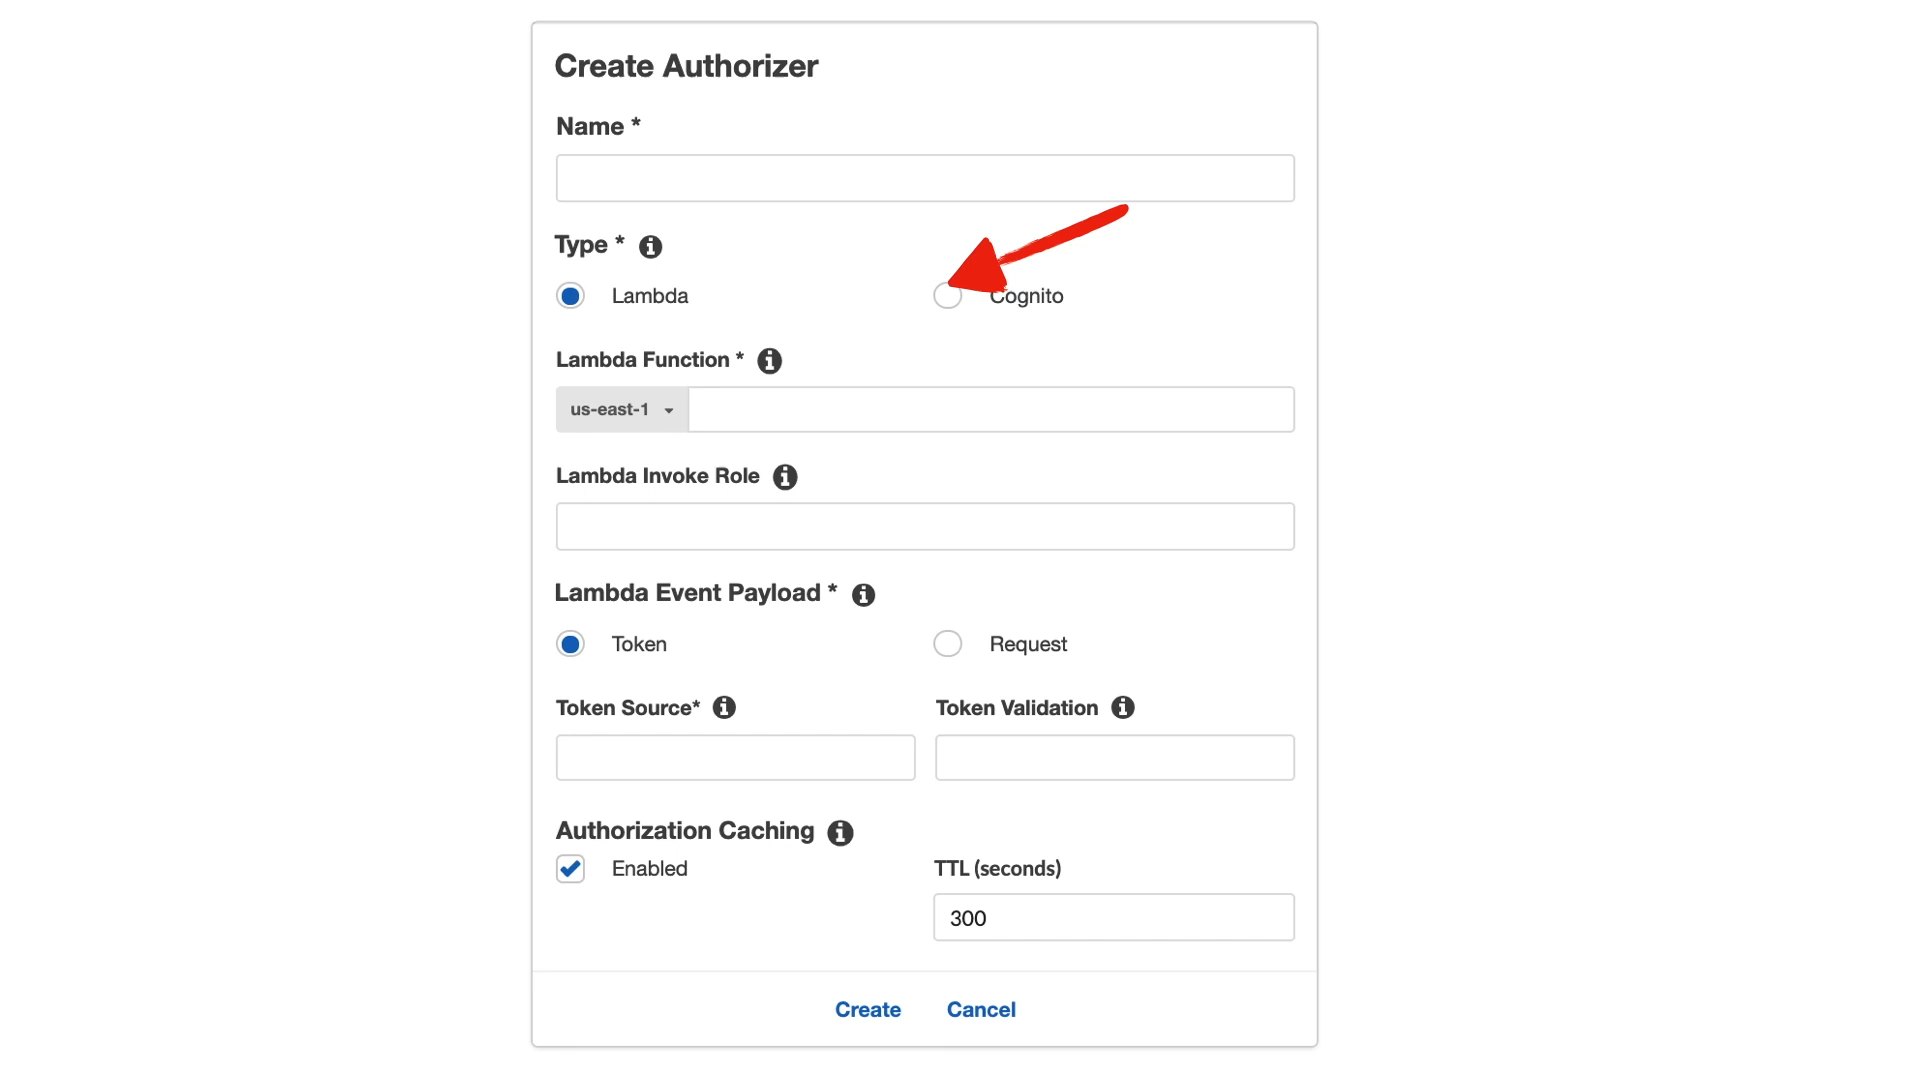 Create Authorizer
Name *
Type *
Lambda Cognito
Lambda Function *
us-east-1
Lambda Invoke Role
Lambda Event Payload *
Token Request
Token Source* Token Validation
Authorization Caching
Enabled TTL (seconds)
300
Create Cancel